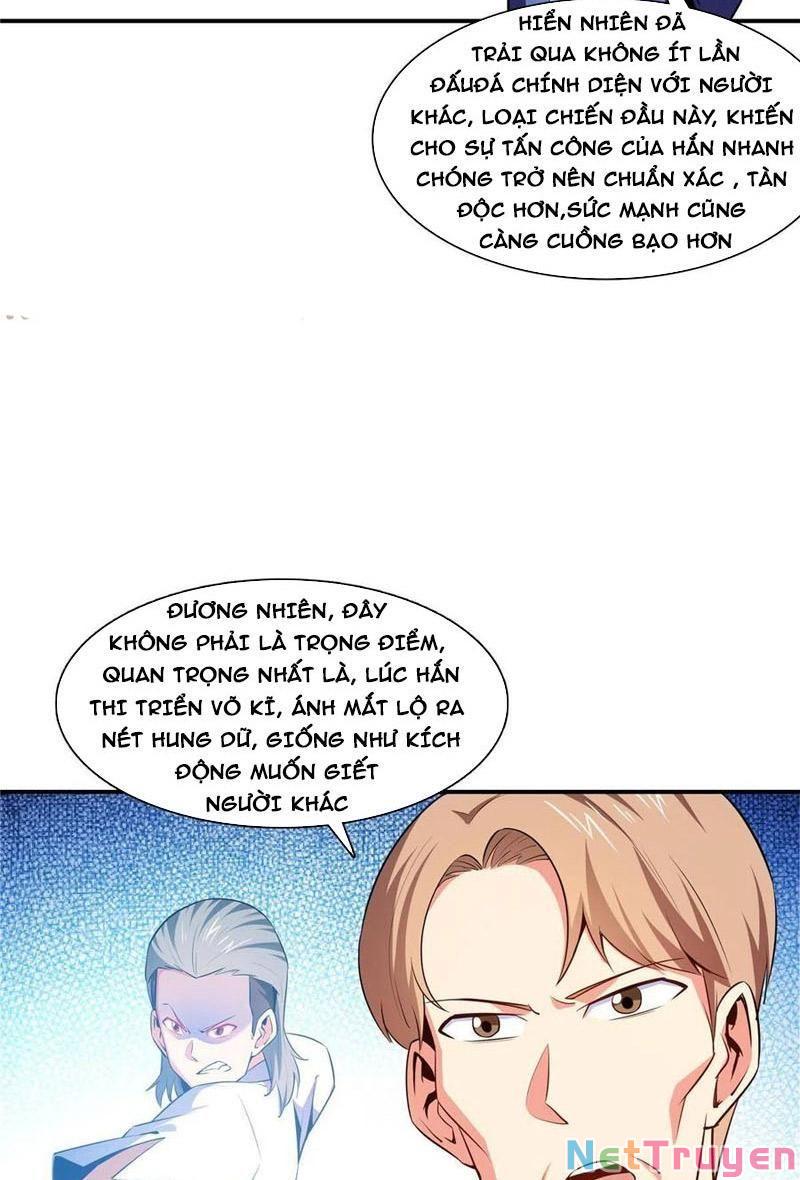 HIỂN NHIÊN ĐÃ
TRẢI QUA KHÔNG ÍT LẦN
ĐẤUĐÁ CHÍNH DIỆN VỚI NGƯỜI
KHÁC, LOẠI CHIẾN ĐẦU NÀY, KHIẾN
CHO SỰ TẤN CÔNG CỦA HẮN NHANH
CHÓNG TRỞ NÊN CHUẨN XÁC , TÀN
ĐỘC HƠN,SỨC MẠNH CŨNG
CÀNG CUỒNG BẠO HƠN
ĐƯƠNG NHIÊN, ĐÂY
KHÔNG PHẢI LÀ TRỌNG ĐIỂM,
QUAN TRỌNG NHẤT LÀ, LÚC HẮN
THI TRIỂN VÕ KĨ, ÁNH MẮT LỘ RA
NÉT HUNG DỮ, GIỐNG NHƯ KÍCH
ĐỘNG MUỐN GIẾT
NGƯỜI KHÁC
NETTRUYEN